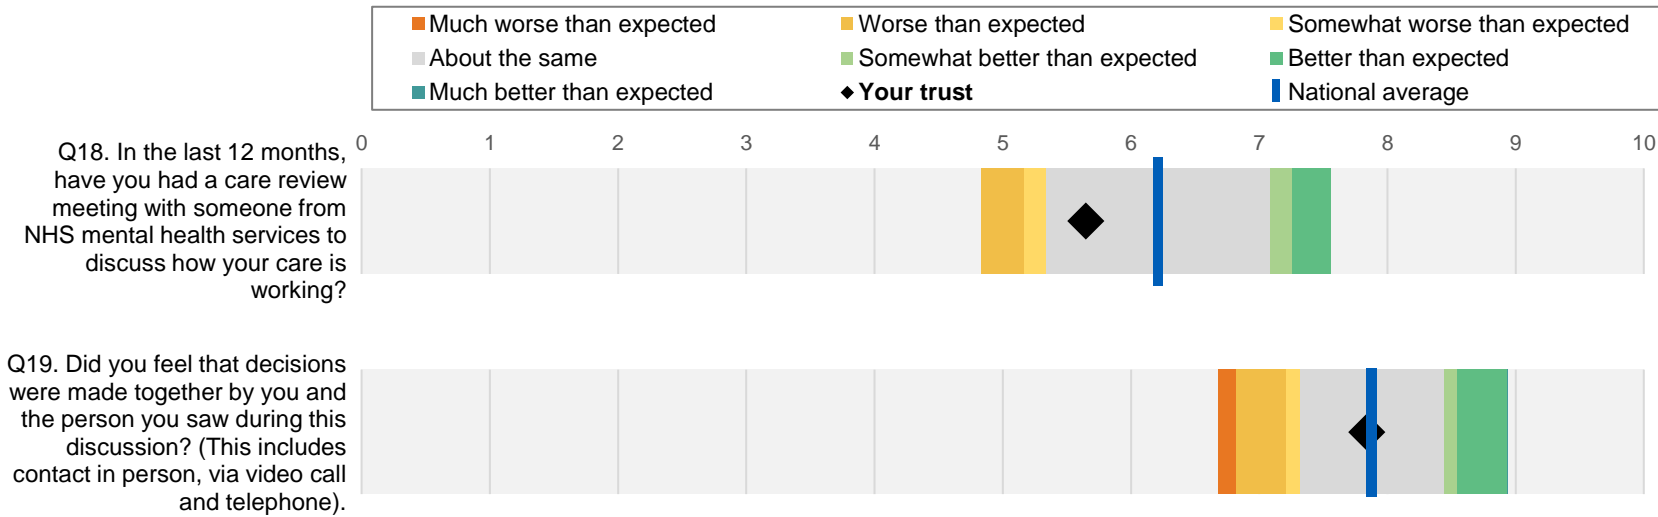 Much worse than expected
Worse than expected
Somewhat worse than expected
About the same
Somewhat better than expected
Better than expected
Much better than expected
Your trust
National average
0 1 2 3 4 5 6 7 8 9 10
Q18. In the last 12 months,
have you had a care review
meeting with someone from
NHS mental health services to
discuss how your care is
working?
Q19. Did you feel that decisions
were made together by you and
the person you saw during this
discussion? (This includes
contact in person, via video call
and telephone).